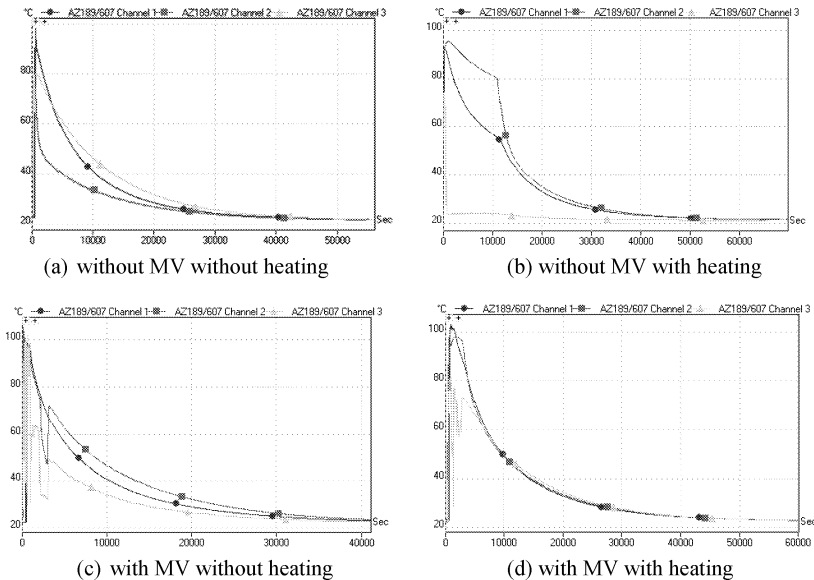 °C AZ189/607 Channel 1 AZ189/607 Channel 2 AZ189/607 Channel 3
80
60
40
20
Sec
0 10000 20000 30000 40000 50000
(a) without MV without heating
°C AZ189/607 Channel 1 AZ189/607 Channel 2 AZ189/607 Channel 3
100
80
60
40
20
Sec
0 10000 20000 30000 40000 50000 60000
(b) without MV with heating
°C AZ189/607 Channel 1 AZ189/607 Channel 2 AZ189/607 Channel 3
100
80
60
40
20
Sec
0 10000 20000 30000 40000
(c) with MV without heating
°C AZ189/607 Channel 1 AZ189/607 Channel 2 AZ189/607 Channel 3
100
80
60
40
20
Sec
0 10000 20000 30000 40000 50000 60000
(d) with MV with heating